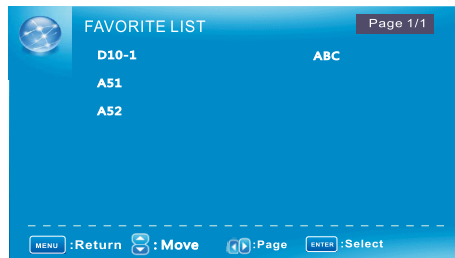 FAVORITE LIST Page 1/1
D10-1 ABC
A51
A52
MENU :Return : Move :Page ENTER :Select